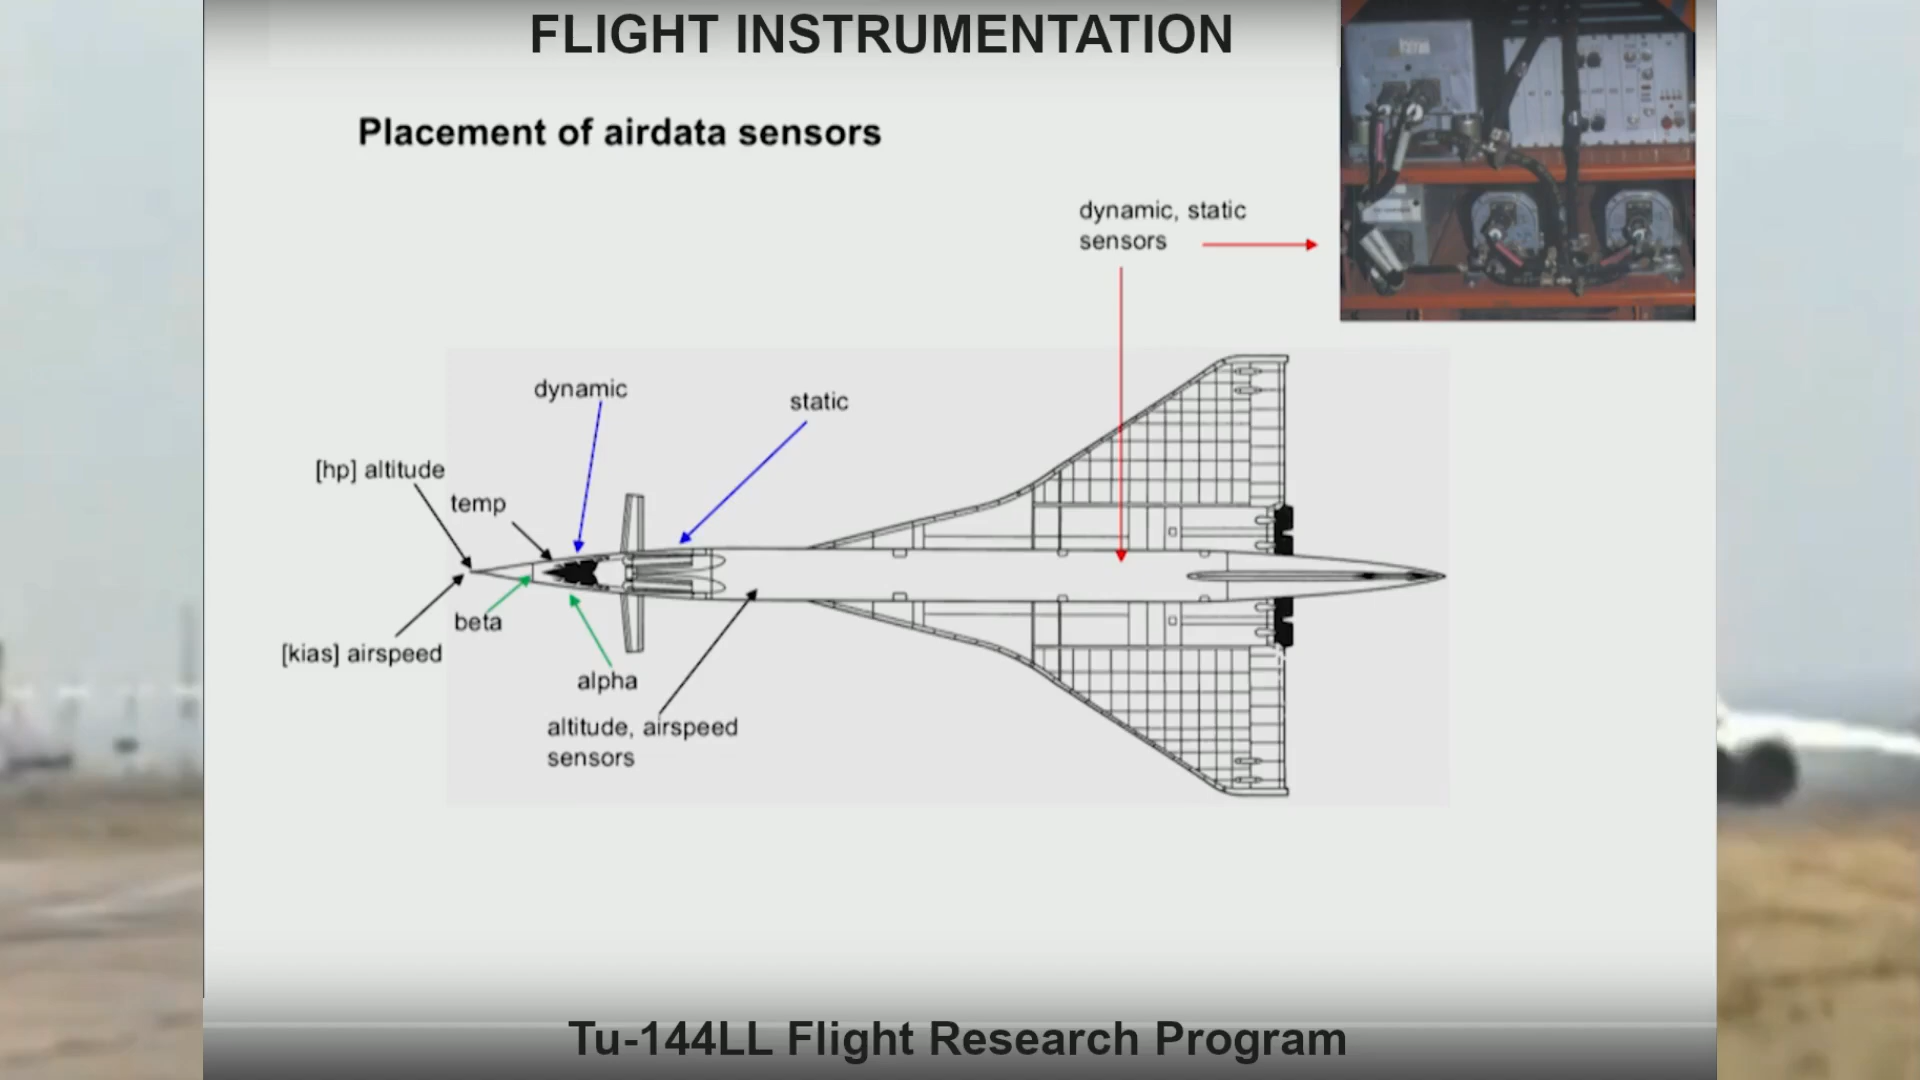 FLIGHT INSTRUMENTATION
Placement of airdata sensors
dynamic, static
sensors
dynamic
static
[hp] altitude
temp
beta
[kias] airspeed
alpha
altitude, airspeed
sensors
Tu-144LL Flight Research Program